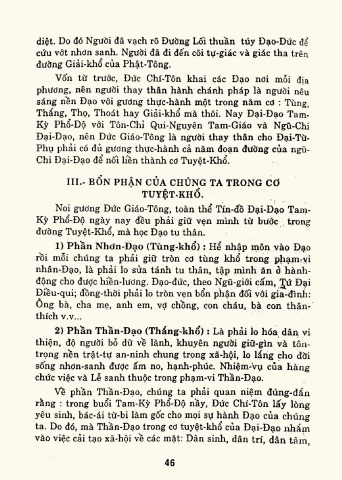 diệt. Do đó Người đã vạch rõ Đường Lối thuần túy Đạo-Đức để
cứu vớt nhơn sanh. Người đã đi đến cõi tự-giác và giác tha trên
đường Giải-khổ của Phật-Tông.
Vốn từ trước, Đức Chí-Tôn khai các Đạo nơi mỗi địa
phương, nên người thay thân hành chánh pháp là người nêu
sáng nền Đạo với gương thực-hành một trong năm cơ : Tùng,
Thắng, Thọ, Thoát hay Giải-khổ mà thôi. Nay Đại-Đạo Tam-
Kỳ Phổ-Độ với Tôn-Chỉ Qui-Nguyên Tam-Giáo và Ngũ-Chi
Đại-Đạo, nên Đức Giáo-Tông là người thay thân cho Đại-Từ-
Phụ phải có đủ gương thực-hành cả năm đoạn đường của ngũ-
Chi Đại-Đạo để nối liền thành cơ Tuyệt-Khổ.
III.- BỔN PHẬN CỦA CHÚNG TA TRONG CƠ
TUYỆT-KHỔ.
Noi gương Đức Giáo-Tông, toàn thể Tín-đồ Đại-Đạo Tam-
Kỳ Phổ-Độ ngày nay đều phải giữ vẹn mình từ bước trong
đường Tuyệt-Khổ, mà học Đạo tu thân.
1) Phần Nhơn-Đạo (Tùng-khổ) : Hễ nhập môn vào Đạo
rồi mỗi chúng ta phải giữ tròn cơ tùng khổ trong phạm-vi
nhân-Đạo, là phải lo sửa tánh tu thân, tập mình ăn ở hành-
động cho được hiền-lương. Đạo-đức, theo Ngũ-giới cấm, Tứ Đại
Điều-qui; đồng-thời phải lo tròn vẹn bổn phận đối với gia-đình:
Ông bà, cha mẹ, anh em, vợ chồng, con cháu, bà con thân-
thích v.v...
2) Phần Thần-Đạo (Thắng-khổ) : Là phải lo hóa dân vi
thiện, độ người bỏ dữ về lành, khuyên người giữ-gìn và tôn-
trọng nền trật-tự an-ninh chung trong xã-hội, lo lắng cho đời
sống nhơn-sanh được ấm no, hạnh-phúc. Nhiệm-vụ của hàng
chức việc và Lễ sanh thuộc trong phạm-vi Thần-Đạo.
Về phần Thần-Đạo, chúng ta phải quan niệm đúng-đắn
rằng : trong buổi Tam-Kỳ Phổ-Độ nầy, Đức Chí-Tôn lấy lòng
yêu sinh, bác-ái từ-bi làm gốc cho mọi sự hành Đạo của chúng
ta. Do đó, mà Thần-Đạo trong cơ tuyệt-khổ của Đại-Đạo nhắm
vào việc cải tạo xã-hội về các mặt: Dân sinh, dân trí, dân tâm,
46